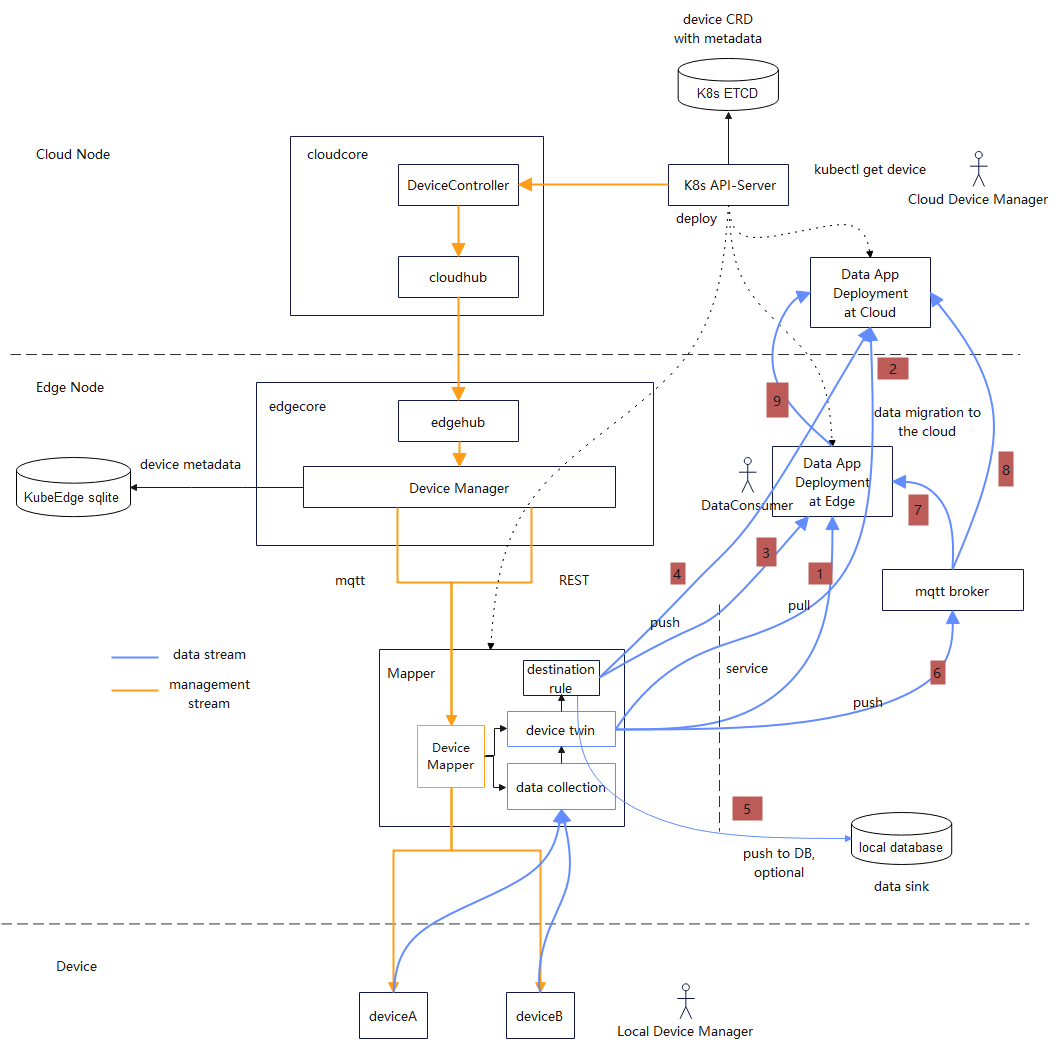 device CRD
with metadata
K8s ETCD
Cloud Node
cloudcore
DeviceController
K8s API-Server
kubectl get device
Cloud Device Manager
deploy
cloudhub
Data App
Deployment
at Cloud
Edge Node
edgecore
edgehub
2
9
data migration to
the cloud
device metadata
KubeEdge sqlite
Device Manager
DataConsumer
Data App
Deployment
at Edge
8
7
3
4
1
mqtt
REST
mqtt broker
push
pull
data stream
management
stream
Mapper
destination
rule
service
6
push
device twin
Device
Mapper
data collection
5
push to DB,
optional
local database
data sink
Device
deviceA
deviceB
Local Device Manager